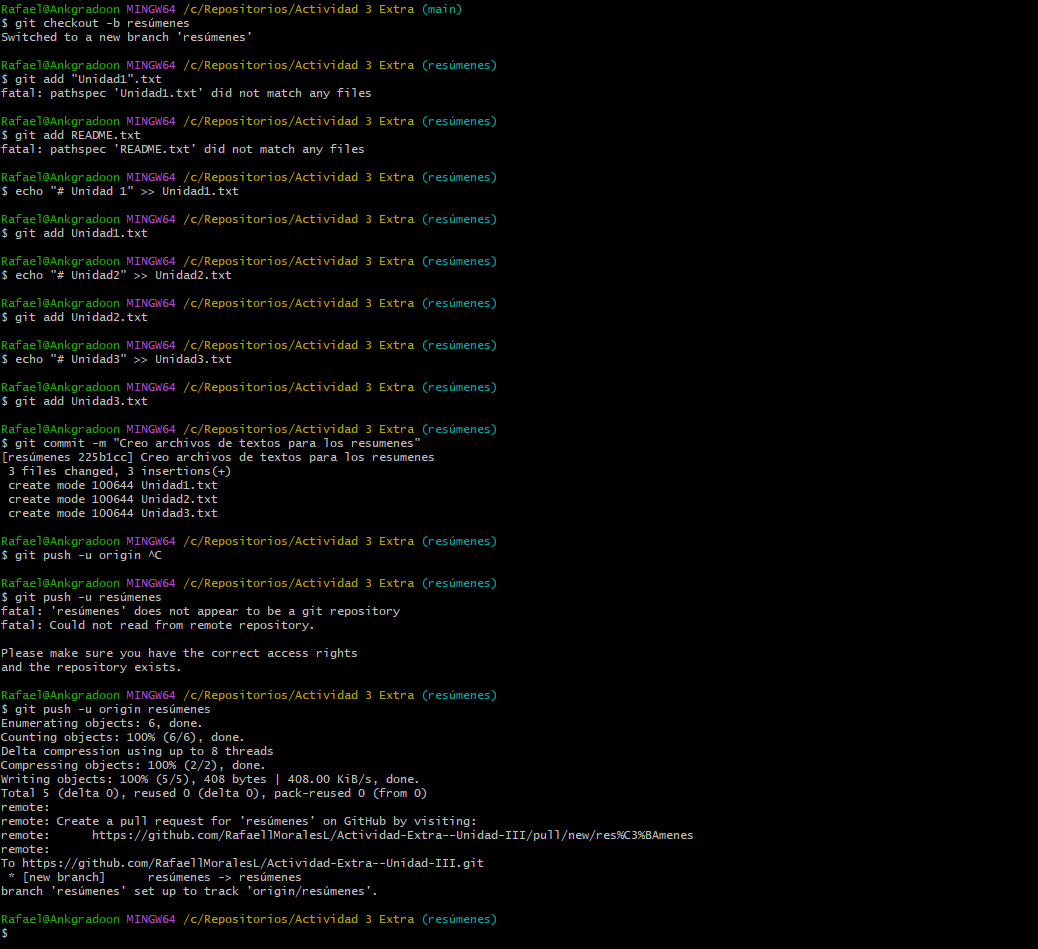 Rafael@Ankgradoon MINGW64 /c/Repositorios/Actividad 3 Extra (main)
$ git checkout -b resúmenes
Switched to a new branch 'resúmenes'
Rafael@Ankgradoon MINGW64 /c/Repositorios/Actividad 3 Extra (resúmenes)
$ git add "Unidad1".txt
fatal: pathspec 'Unidad1.txt' did not match any files
Rafael@Ankgradoon MINGW64 /c/Repositorios/Actividad 3 Extra (resúmenes)
$ git add README.txt
fatal: pathspec 'README.txt' did not match any files
Rafael@Ankgradoon MINGW64 /c/Repositorios/Actividad 3 Extra (resúmenes)
$ echo "# Unidad 1" >> Unidad1.txt
Rafael@Ankgradoon MINGW64 /c/Repositorios/Actividad 3 Extra (resúmenes)
$ git add Unidad1.txt
Rafael@Ankgradoon MINGW64 /c/Repositorios/Actividad 3 Extra (resúmenes)
$ echo "# Unidad2" >> Unidad2.txt
Rafael@Ankgradoon MINGW64 /c/Repositorios/Actividad 3 Extra (resúmenes)
$ git add Unidad2.txt
Rafael@Ankgradoon MINGW64 /c/Repositorios/Actividad 3 Extra (resúmenes)
$ echo "# Unidad3" >> Unidad3.txt
Rafael@Ankgradoon MINGW64 /c/Repositorios/Actividad 3 Extra (resúmenes)
$ git add Unidad3.txt
Rafael@Ankgradoon MINGW64 /c/Repositorios/Actividad 3 Extra (resúmenes)
$ git commit -m "Creo archivos de textos para los resumenes"
[resúmenes 225b1cc] Creo archivos de textos para los resumenes
 3 files changed, 3 insertions(+)
 create mode 100644 Unidad1.txt
 create mode 100644 Unidad2.txt
 create mode 100644 Unidad3.txt
Rafael@Ankgradoon MINGW64 /c/Repositorios/Actividad 3 Extra (resúmenes)
$ git push -u origin ^C
Rafael@Ankgradoon MINGW64 /c/Repositorios/Actividad 3 Extra (resúmenes)
$ git push -u resúmenes
fatal: 'resúmenes' does not appear to be a git repository
fatal: Could not read from remote repository.
Please make sure you have the correct access rights
and the repository exists.
Rafael@Ankgradoon MINGW64 /c/Repositorios/Actividad 3 Extra (resúmenes)
$ git push -u origin resúmenes
Enumerating objects: 6, done.
Counting objects: 100% (6/6), done.
Delta compression using up to 8 threads
Compressing objects: 100% (2/2), done.
Writing objects: 100% (5/5), 408 bytes | 408.00 KiB/s, done.
Total 5 (delta 0), reused 0 (delta 0), pack-reused 0 (from 0)
remote:
remote: Create a pull request for 'resúmenes' on GitHub by visiting:
remote:      https://github.com/RafaellMoralesL/Actividad-Extra--Unidad-III/pull/new/res%C3%BAmenes
remote:
To https://github.com/RafaellMoralesL/Actividad-Extra--Unidad-III.git
 * [new branch]      resúmenes -> resúmenes
branch 'resúmenes' set up to track 'origin/resúmenes'.
Rafael@Ankgradoon MINGW64 /c/Repositorios/Actividad 3 Extra (resúmenes)
$